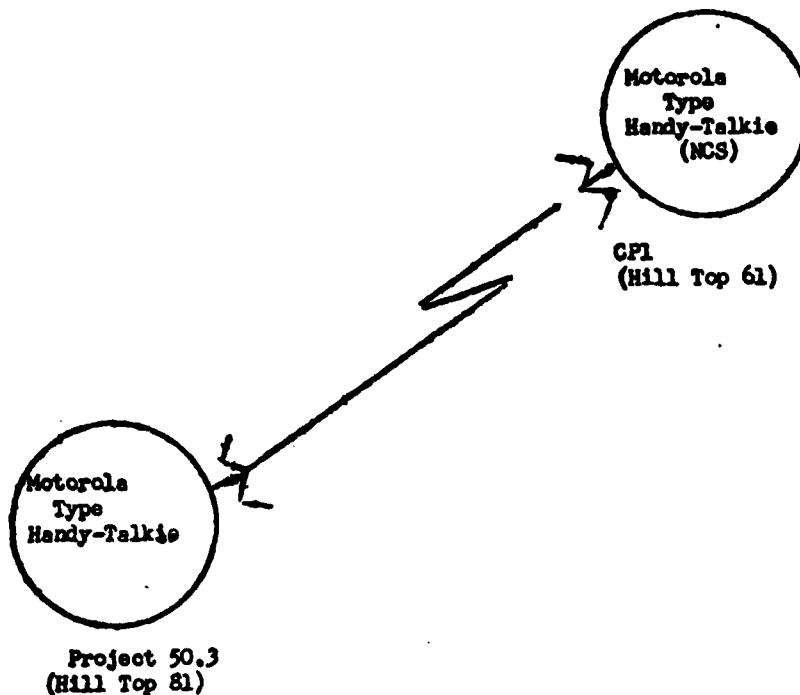 Motorola
Type
Handy-Talkie
(NCS)
CP1
(Hill Top 61)
Motorola
Type
Handy-Talkie
Project 50.3
(Hill Top 81)